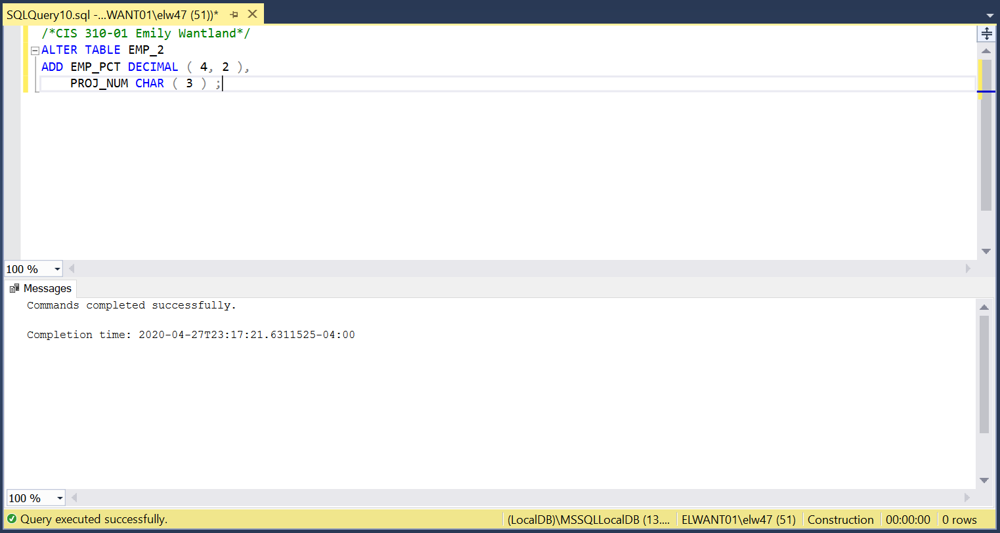 SQLQuery10.sql -...WANT01\elw47 (51))*
/*CIS 310-01 Emily Wantland*/
ALTER TABLE EMP_2
ADD EMP_PCT DECIMAL ( 4, 2 ),
PROJ_NUM CHAR ( 3 ) ;
100 %
Messages
Commands completed successfully.
Completion time: 2020-04-27T23:17:21.6311525-04:00
100 %
Query executed successfully. (LocalDB)\MSSQLLocalDB (13.... ELWANT01\elw47 (51) Construction 00:00:00 0 rows